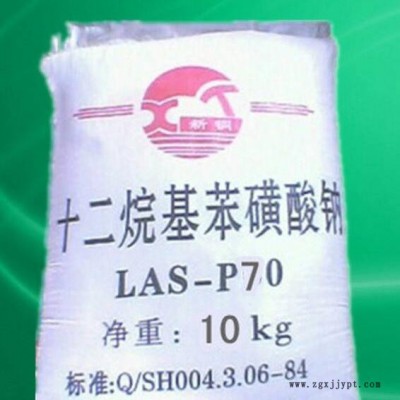 新钢
十二烷基苯磺酸钠
LAS-P70
净重：10kg
标准:Q/SH004.3.06-84
www.zgxjjypt.com